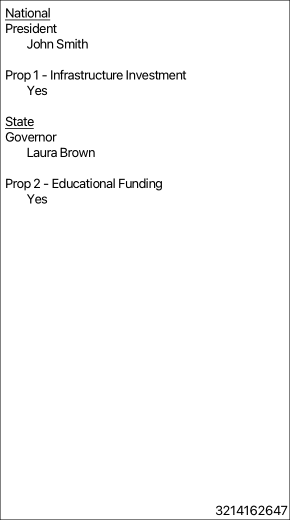 National
President
John Smith
Prop 1 - Infrastructure Investment
Yes
State
Governor
Laura Brown
Prop 2 - Educational Funding
Yes
3214162647